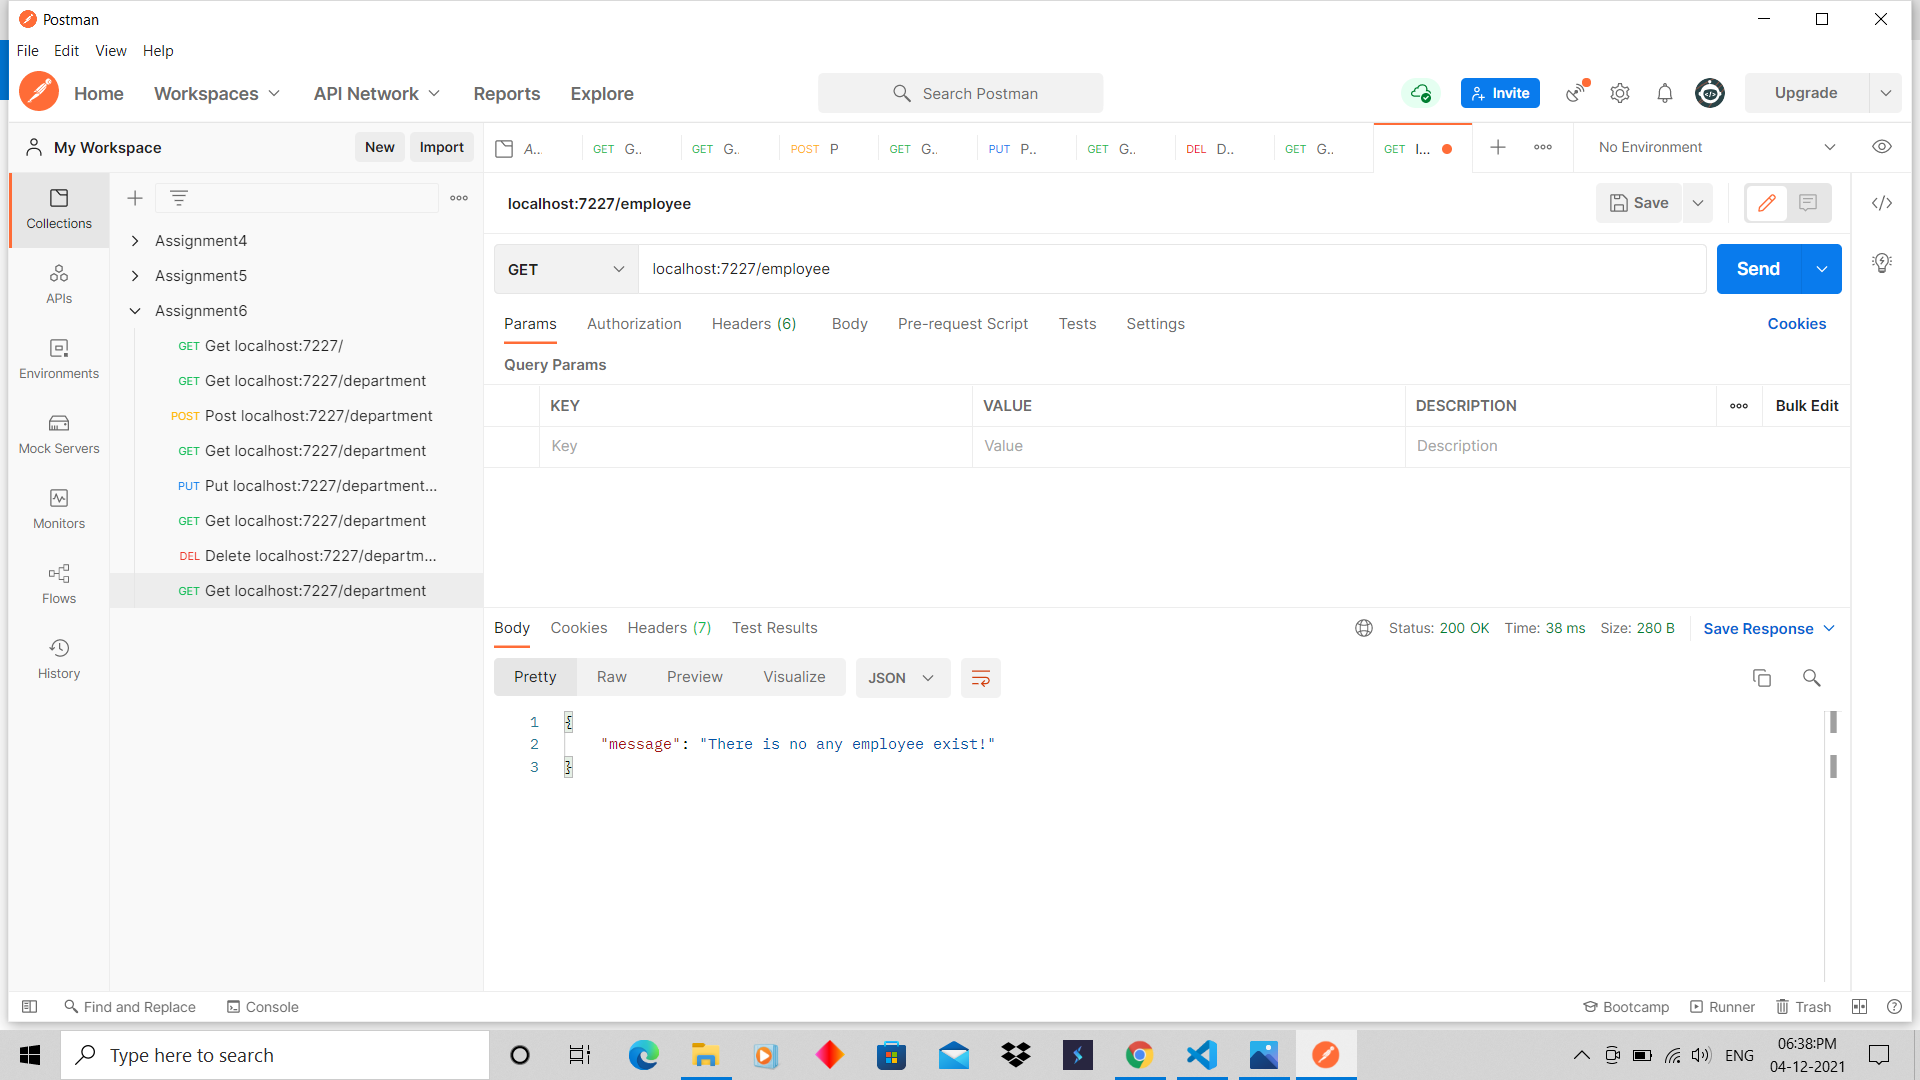 Postman
File Edit View Help
Home Workspaces API Network Reports Explore
Search Postman
Invite
Upgrade
My Workspace
New Import
A..
GET G..
GET G..
POST P
GET G..
PUT P..
GET G..
DEL D..
GET G..
GET l...
No Environment
Collections
APIs
Environments
Mock Servers
Monitors
Flows
History
Assignment4
Assignment5
Assignment6
GET Get localhost:7227/
GET Get localhost:7227/department
POST Post localhost:7227/department
GET Get localhost:7227/department
PUT Put localhost:7227/department...
GET Get localhost:7227/department
DEL Delete localhost:7227/departm...
GET Get localhost:7227/department
localhost:7227/employee
Save
GET localhost:7227/employee
Send
Params Authorization Headers (6) Body Pre-request Script Tests Settings
Cookies
Query Params
KEY VALUE DESCRIPTION Bulk Edit
Key Value Description
Body Cookies Headers (7) Test Results
Status: 200 OK Time: 38 ms Size: 280 B Save Response
Pretty Raw Preview Visualize JSON
1 {
2 "message": "There is no any employee exist!"
3 }
Find and Replace Console
Bootcamp Runner Trash
Type here to search
ENG
06:38:PM
04-12-2021